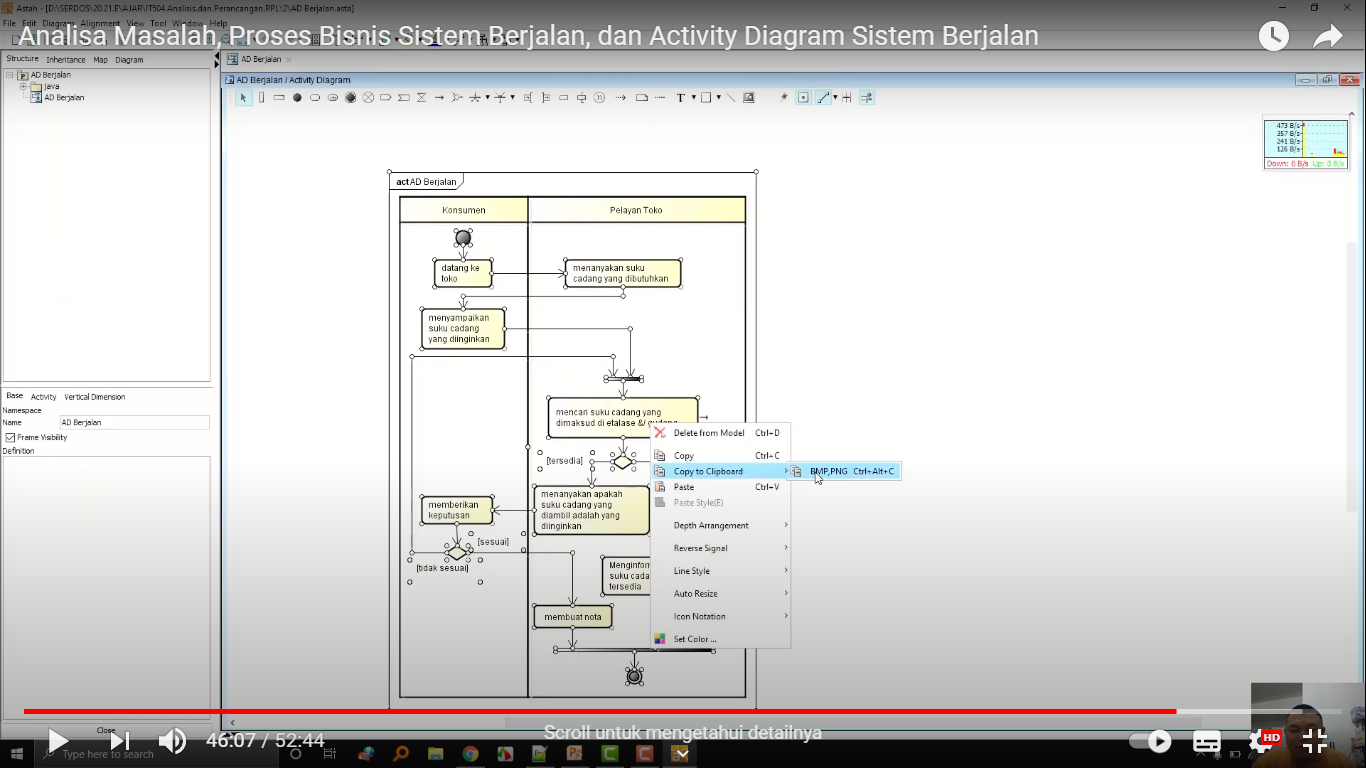 Astah - [D:\SERDOS\20.21.E\AJAR\IT504.Analisis.dan.Perancangan.RPL\2\AD Berjalan.asta]
File Edit Diagram Alignment View Tool Window Help
Analisa Masalah, Proses Bisnis Sistem Berjalan, dan Activity Diagram Sistem Berjalan
Structure Inheritance Map Diagram
AD Berjalan
AD Berjalan
java
AD Berjalan
AD Berjalan / Activity Diagram
T
473 B/s
357 B/s
241 B/s
126 B/s
Down: 0 B/s Up: 0 B/s
act AD Berjalan
Konsumen
Pelayan Toko
datang ke
toko
menanyakan suku
cadang yang dibutuhkan
menyampaikan
suku cadang
yang diinginkan
mencari suku cadang yang
dimaksud di etalase &/ gudang
[tersedia]
menanyakan apakah
suku cadang yang
diambil adalah yang
diinginkan
memberikan
keputusan
[sesuai]
[tidak sesuai]
Menginfor
suku cada
tersedia
membuat nota
Delete from Model Ctrl+D
Copy Ctrl+C
Copy to Clipboard
BMP,PNG Ctrl+Alt+C
Paste Ctrl+V
Paste Style(E)
Depth Arrangement
Reverse Signal
Line Style
Auto Resize
Icon Notation
Set Color ...
Base Activity Vertical Dimension
Namespace
Name AD Berjalan
Frame Visibility
Definition
Close
46:07 / 52:44
Scroll untuk mengetahui detailnya
HD
Type here to search